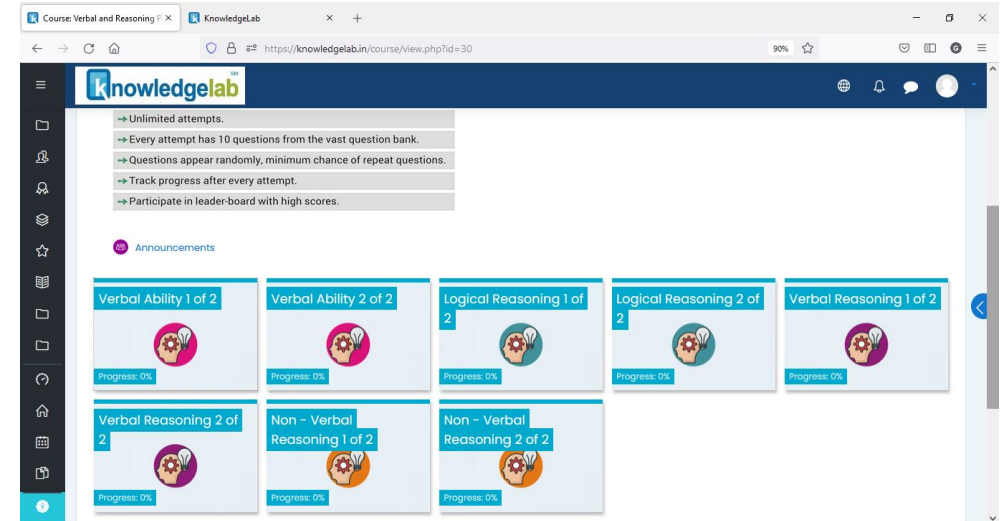 Course: Verbal and Reasoning P
KnowledgeLab
https://knowledgelab.in/course/view.php?id=30
90%
knowledgelab
SM
Unlimited attempts.
Every attempt has 10 questions from the vast question bank.
Questions appear randomly, minimum chance of repeat questions.
Track progress after every attempt.
Participate in leader-board with high scores.
Announcements
Verbal Ability 1 of 2
Progress: 0%
Verbal Ability 2 of 2
Progress: 0%
Logical Reasoning 1 of
2
Progress: 0%
Logical Reasoning 2 of
2
Progress: 0%
Verbal Reasoning 1 of 2
Progress: 0%
Verbal Reasoning 2 of
2
Progress: 0%
Non - Verbal
Reasoning 1 of 2
Progress: 0%
Non - Verbal
Reasoning 2 of 2
Progress: 0%